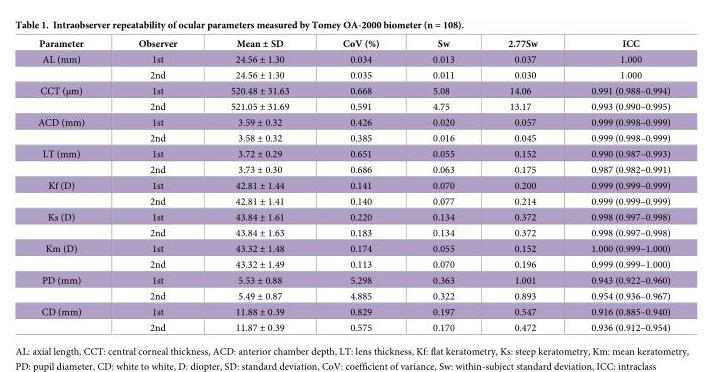 Table 1. Intraobserver repeatability of ocular parameters measured by Tomey OA-2000 biometer (n = 108).
Parameter Observer Mean ± SD CoV (%) Sw 2.77Sw ICC
AL (mm) 1st 24.56 ± 1.30 0.034 0.013 0.037 1.000
2nd 24.56 ± 1.30 0.035 0.011 0.030 1.000
CCT (μm) 1st 520.48 ± 31.63 0.668 5.08 14.06 0.991 (0.988–0.994)
2nd 521.05 ± 31.69 0.591 4.75 13.17 0.993 (0.990–0.995)
ACD (mm) 1st 3.59 ± 0.32 0.426 0.020 0.057 0.999 (0.998–0.999)
2nd 3.58 ± 0.32 0.385 0.016 0.045 0.999 (0.998–0.999)
LT (mm) 1st 3.72 ± 0.29 0.651 0.055 0.152 0.990 (0.987–0.993)
2nd 3.73 ± 0.30 0.686 0.063 0.175 0.987 (0.982–0.991)
Kf (D) 1st 42.81 ± 1.44 0.141 0.070 0.200 0.999 (0.999–0.999)
2nd 42.81 ± 1.41 0.140 0.077 0.214 0.999 (0.999–0.999)
Ks (D) 1st 43.84 ± 1.61 0.220 0.134 0.372 0.998 (0.997–0.998)
2nd 43.84 ± 1.63 0.183 0.134 0.372 0.998 (0.997–0.998)
Km (D) 1st 43.32 ± 1.48 0.174 0.055 0.152 1.000 (0.999–1.000)
2nd 43.32 ± 1.49 0.113 0.070 0.196 0.999 (0.999–1.000)
PD (mm) 1st 5.53 ± 0.88 5.298 0.363 1.001 0.943 (0.922–0.960)
2nd 5.49 ± 0.87 4.885 0.322 0.893 0.954 (0.936–0.967)
CD (mm) 1st 11.88 ± 0.39 0.829 0.197 0.547 0.916 (0.885–0.940)
2nd 11.87 ± 0.39 0.575 0.170 0.472 0.936 (0.912–0.954)
AL: axial length, CCT: central corneal thickness, ACD: anterior chamber depth, LT: lens thickness, Kf: flat keratometry, Ks: steep keratometry, Km: mean keratometry,
PD: pupil diameter, CD: white to white, D: diopter, SD: standard deviation, CoV: coefficient of variance, Sw: within-subject standard deviation, ICC: intraclass